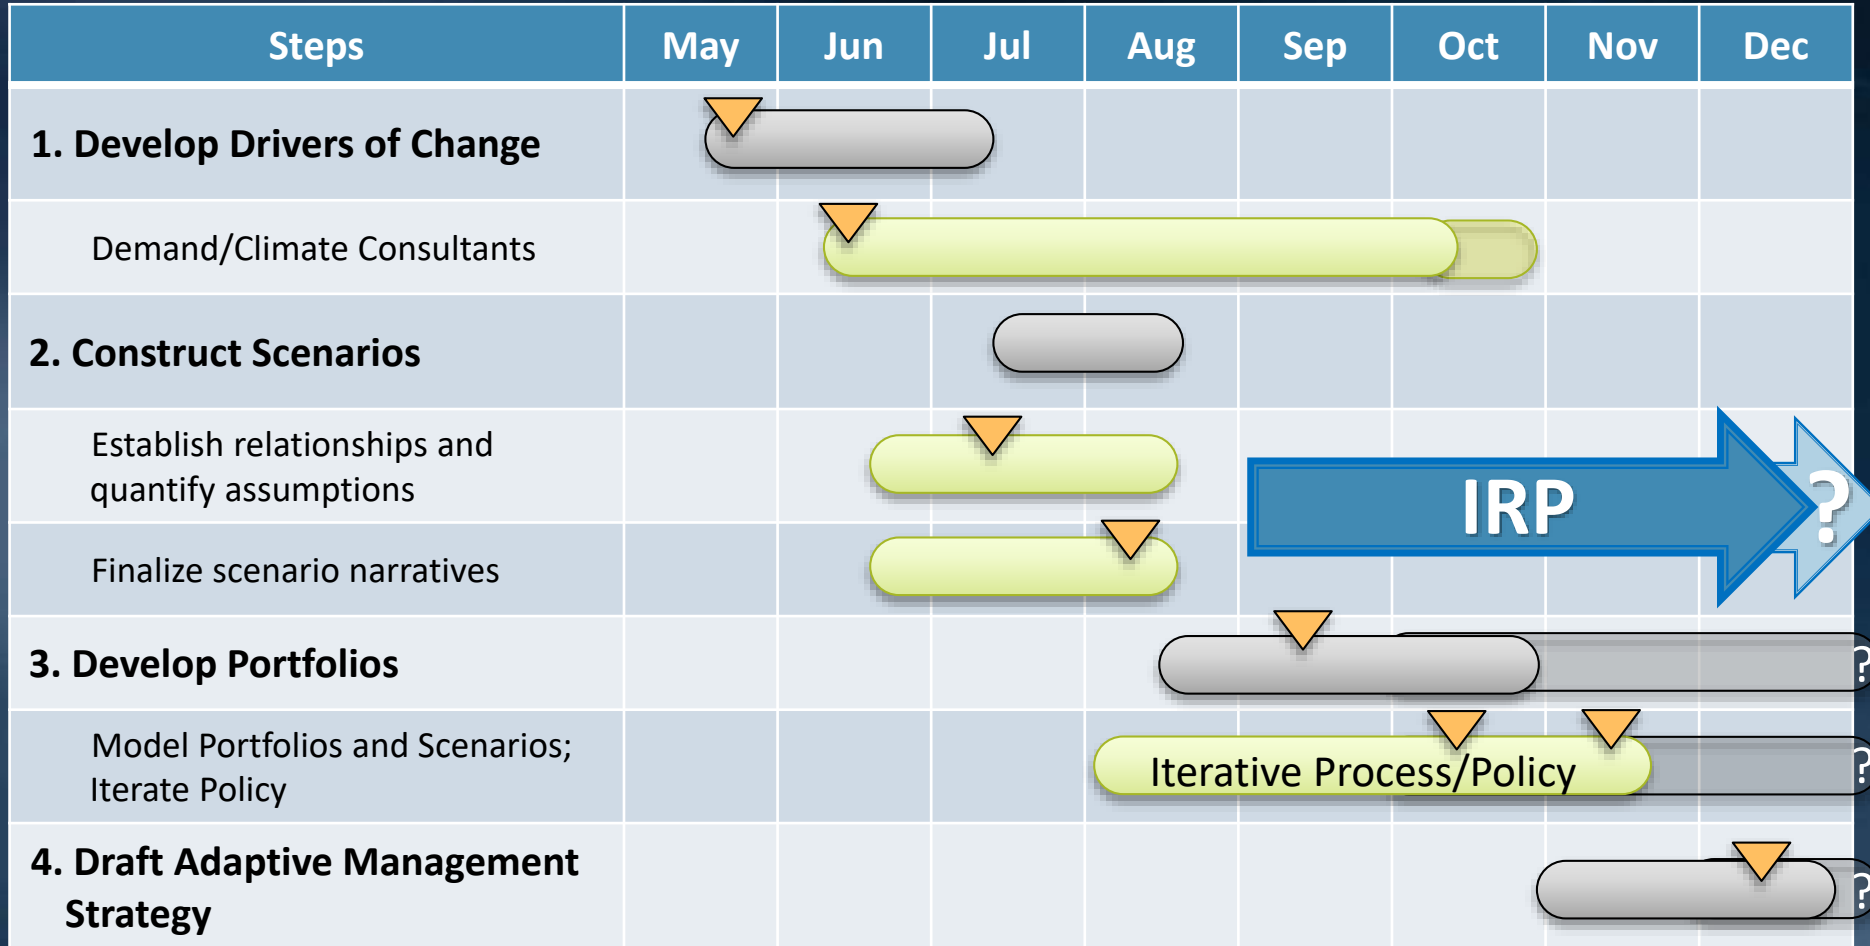 Steps May Jun Jul Aug Sep Oct Nov Dec
1. Develop Drivers of Change
Demand/Climate Consultants
2. Construct Scenarios
Establish relationships and
quantify assumptions
IRP ?
Finalize scenario narratives
3. Develop Portfolios ?
Model Portfolios and Scenarios;
Iterate Policy
Iterative Process/Policy ?
4. Draft Adaptive Management
Strategy
?